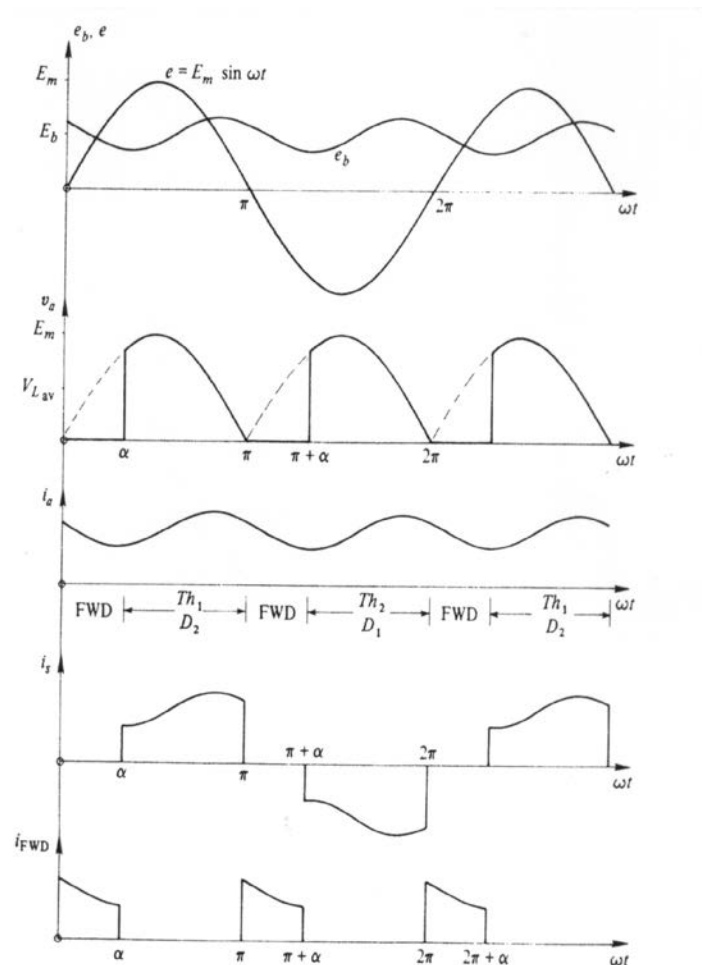 e_b, e
E_m
e = E_m sin ωt
E_b
e_b
π
2π
ωt
v_a
E_m
V_L av
α
π
π + α
2π
ωt
i_a
FWD
Th_1
D_2
FWD
Th_2
D_1
FWD
Th_1
D_2
ωt
i_s
α
π
π + α
2π
ωt
i_FWD
α
π
π + α
2π
2π + α
ωt